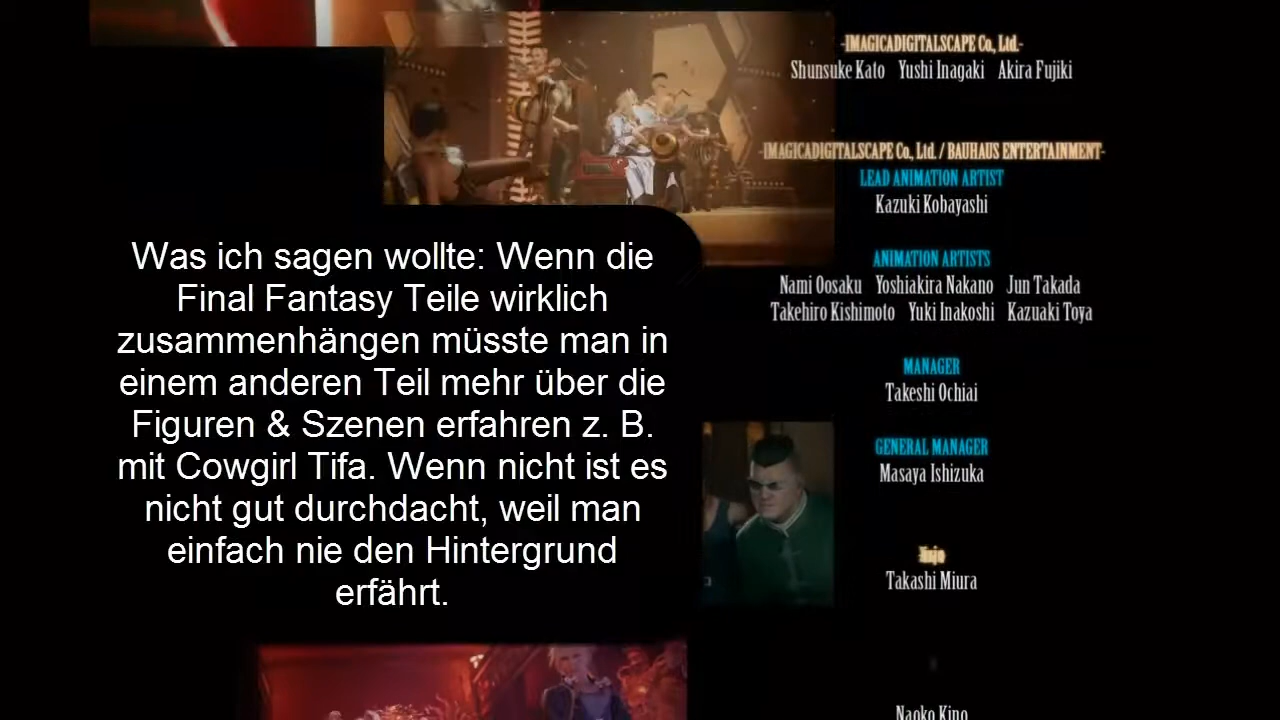 Was ich sagen wollte: Wenn die
Final Fantasy Teile wirklich
zusammenhängen müsste man in
einem anderen Teil mehr über die
Figuren & Szenen erfahren z. B.
mit Cowgirl Tifa. Wenn nicht ist es
nicht gut durchdacht, weil man
einfach nie den Hintergrund
erfährt.
-IMAGICADIGITALSCAPE Co., Ltd.-
Shunsuke Kato Yushi Inagaki Akira Fujiki
-IMAGICADIGITALSCAPE Co., Ltd. / BAUHAUS ENTERTAINMENT-
LEAD ANIMATION ARTIST
Kazuki Kobayashi
ANIMATION ARTISTS
Nami Oosaku Yoshiakira Nakano Jun Takada
Takehiro Kishimoto Yuki Inakoshi Kazuaki Toya
MANAGER
Takeshi Ochiai
GENERAL MANAGER
Masaya Ishizuka
Takashi Miura
Naoko Kino